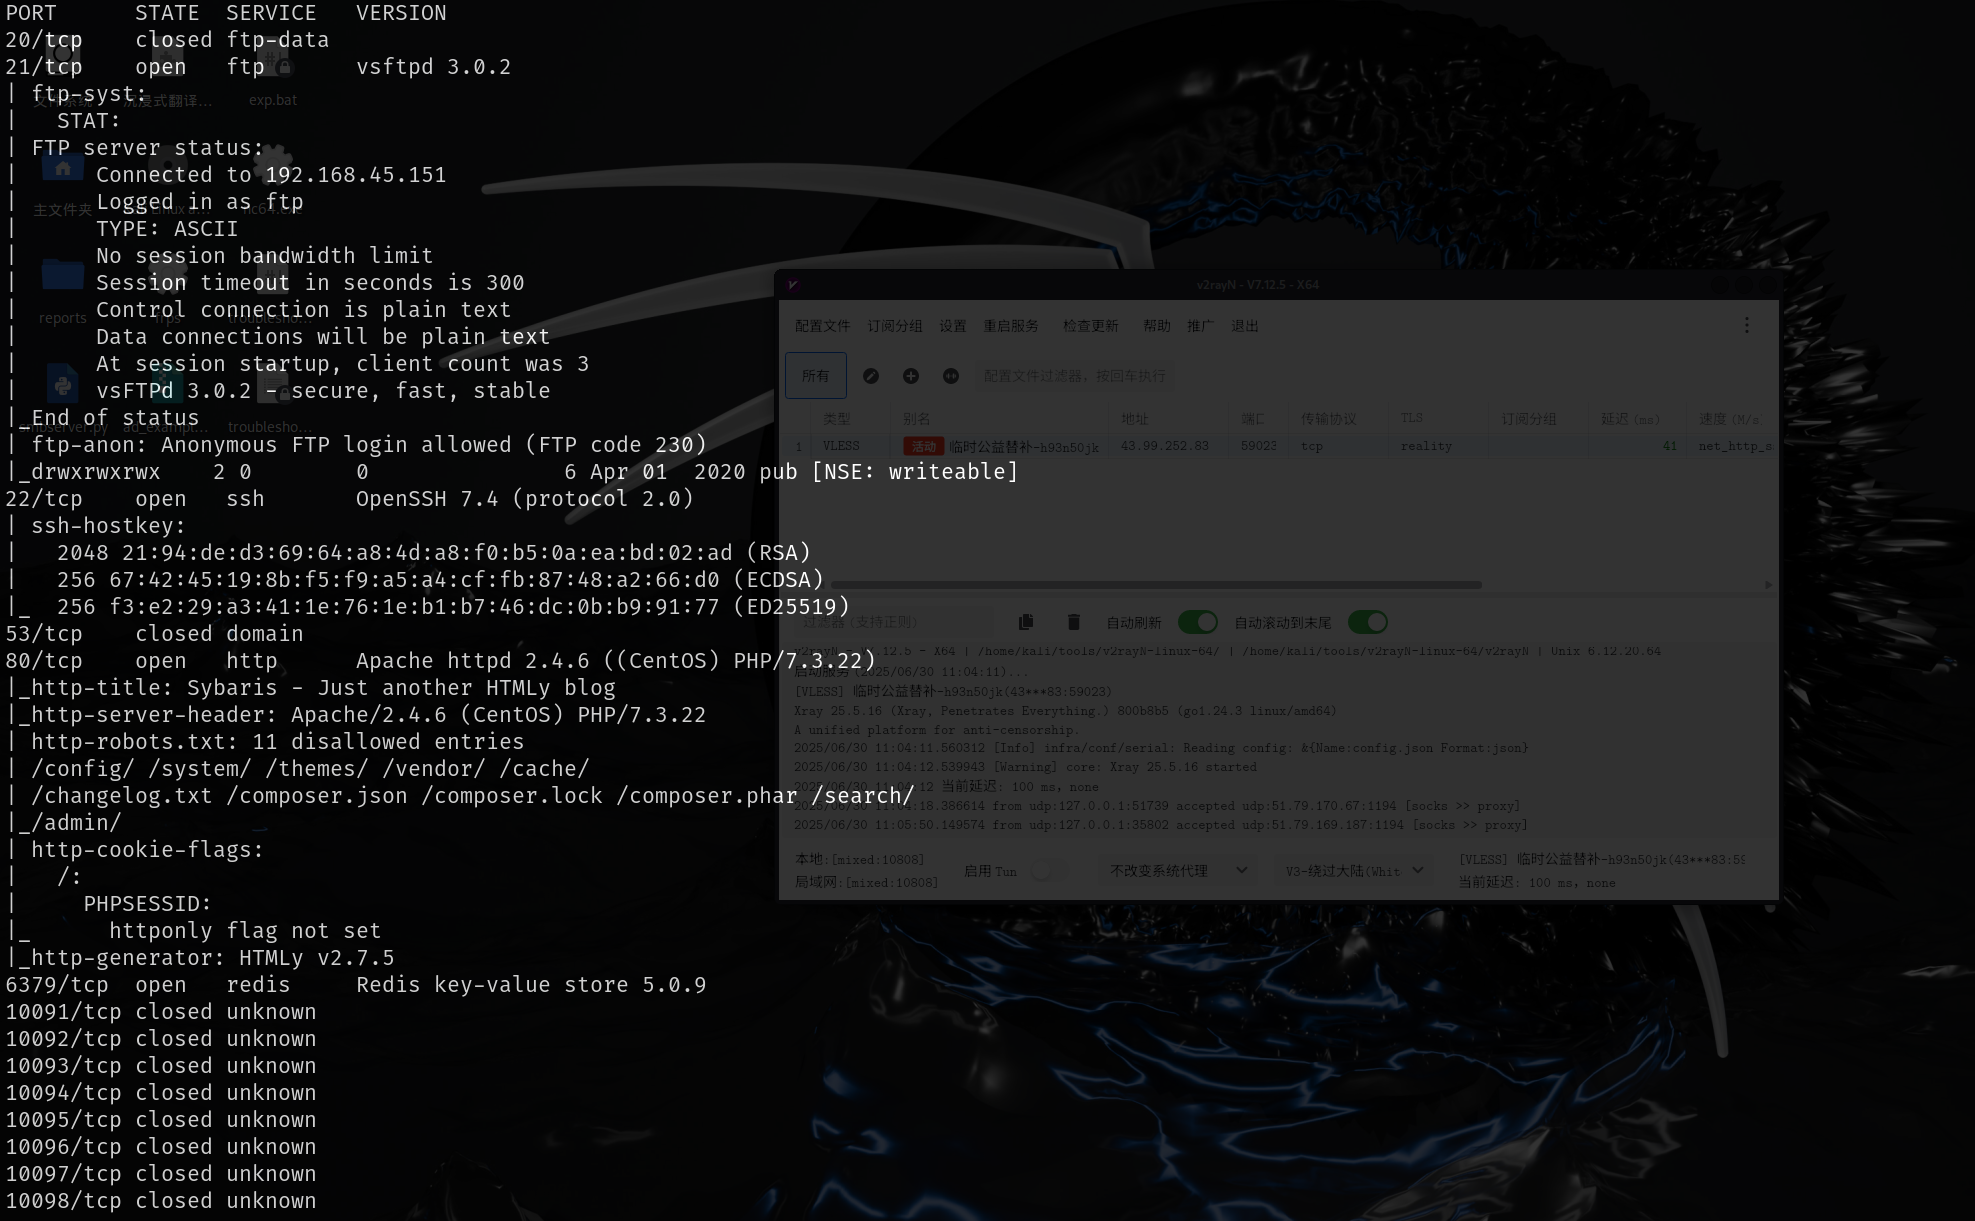 PORT      STATE  SERVICE   VERSION
20/tcp    closed ftp-data
21/tcp    open   ftp       vsftpd 3.0.2
| ftp-syst:
|   STAT:
| FTP server status:
|      Connected to 192.168.45.151
|      Logged in as ftp
|      TYPE: ASCII
|      No session bandwidth limit
|      Session timeout in seconds is 300
|      Control connection is plain text
|      Data connections will be plain text
|      At session startup, client count was 3
|      vsFTPd 3.0.2 - secure, fast, stable
|_End of status
| ftp-anon: Anonymous FTP login allowed (FTP code 230)
|_drwxrwxrwx    2 0        0               6 Apr 01  2020 pub [NSE: writeable]
22/tcp    open   ssh       OpenSSH 7.4 (protocol 2.0)
| ssh-hostkey:
|   2048 21:94:de:d3:69:64:a8:4d:a8:f0:b5:0a:ea:bd:02:ad (RSA)
|   256 67:42:45:19:8b:f5:f9:a5:a4:cf:fb:87:48:a2:66:d0 (ECDSA)
|_  256 f3:e2:29:a3:41:1e:76:1e:b1:b7:46:dc:0b:b9:91:77 (ED25519)
53/tcp    closed domain
80/tcp    open   http      Apache httpd 2.4.6 ((CentOS) PHP/7.3.22)
|_http-title: Sybaris - Just another HTMLy blog
|_http-server-header: Apache/2.4.6 (CentOS) PHP/7.3.22
| http-robots.txt: 11 disallowed entries
| /config/ /system/ /themes/ /vendor/ /cache/
| /changelog.txt /composer.json /composer.lock /composer.phar /search/
|_/admin/
| http-cookie-flags:
|   /:
|     PHPSESSID:
|_      httponly flag not set
|_http-generator: HTMLy v2.7.5
6379/tcp  open   redis     Redis key-value store 5.0.9
10091/tcp closed unknown
10092/tcp closed unknown
10093/tcp closed unknown
10094/tcp closed unknown
10095/tcp closed unknown
10096/tcp closed unknown
10097/tcp closed unknown
10098/tcp closed unknown
文件系统 沉浸式翻译... exp.bat
主文件夹
reports frps troublesho...
smbserver.py ad_exampl... troublesho...
v2rayN - V7.12.5 - X64
配置文件 订阅分组 设置 重启服务 检查更新 帮助 推广 退出
所有 配置文件过滤器，按回车执行
类型 别名 地址 端口 传输协议 TLS 订阅分组 延迟 (ms) 速度 (M/s
1 VLESS 活动 临时公益替补-h93n50jk 43.99.252.83 59023 tcp reality 41 net_http_s
过滤器 (支持正则) 自动刷新 自动滚动到末尾
v2rayN - V7.12.5 - X64 | /home/kali/tools/v2rayN-linux-64/ | /home/kali/tools/v2rayN-linux-64/v2rayN | Unix 6.12.20.64
启动服务 (2025/06/30 11:04:11)...
[VLESS] 临时公益替补-h93n50jk(43***83:59023)
Xray 25.5.16 (Xray, Penetrates Everything.) 800b8b5 (go1.24.3 linux/amd64)
A unified platform for anti-censorship.
2025/06/30 11:04:11.560312 [Info] infra/conf/serial: Reading config: &{Name:config.json Format:json}
2025/06/30 11:04:12.539943 [Warning] core: Xray 25.5.16 started
2025/06/30 11:04:12 当前延迟: 100 ms, none
2025/06/30 11:04:18.386614 from udp:127.0.0.1:51739 accepted udp:51.79.170.67:1194 [socks >> proxy]
2025/06/30 11:05:50.149574 from udp:127.0.0.1:35802 accepted udp:51.79.169.187:1194 [socks >> proxy]
本地:[mixed:10808] 启用 Tun 不改变系统代理 V3-绕过大陆(Whit [VLESS] 临时公益替补-h93n50jk(43***83:59
局域网:[mixed:10808] 当前延迟: 100 ms, none